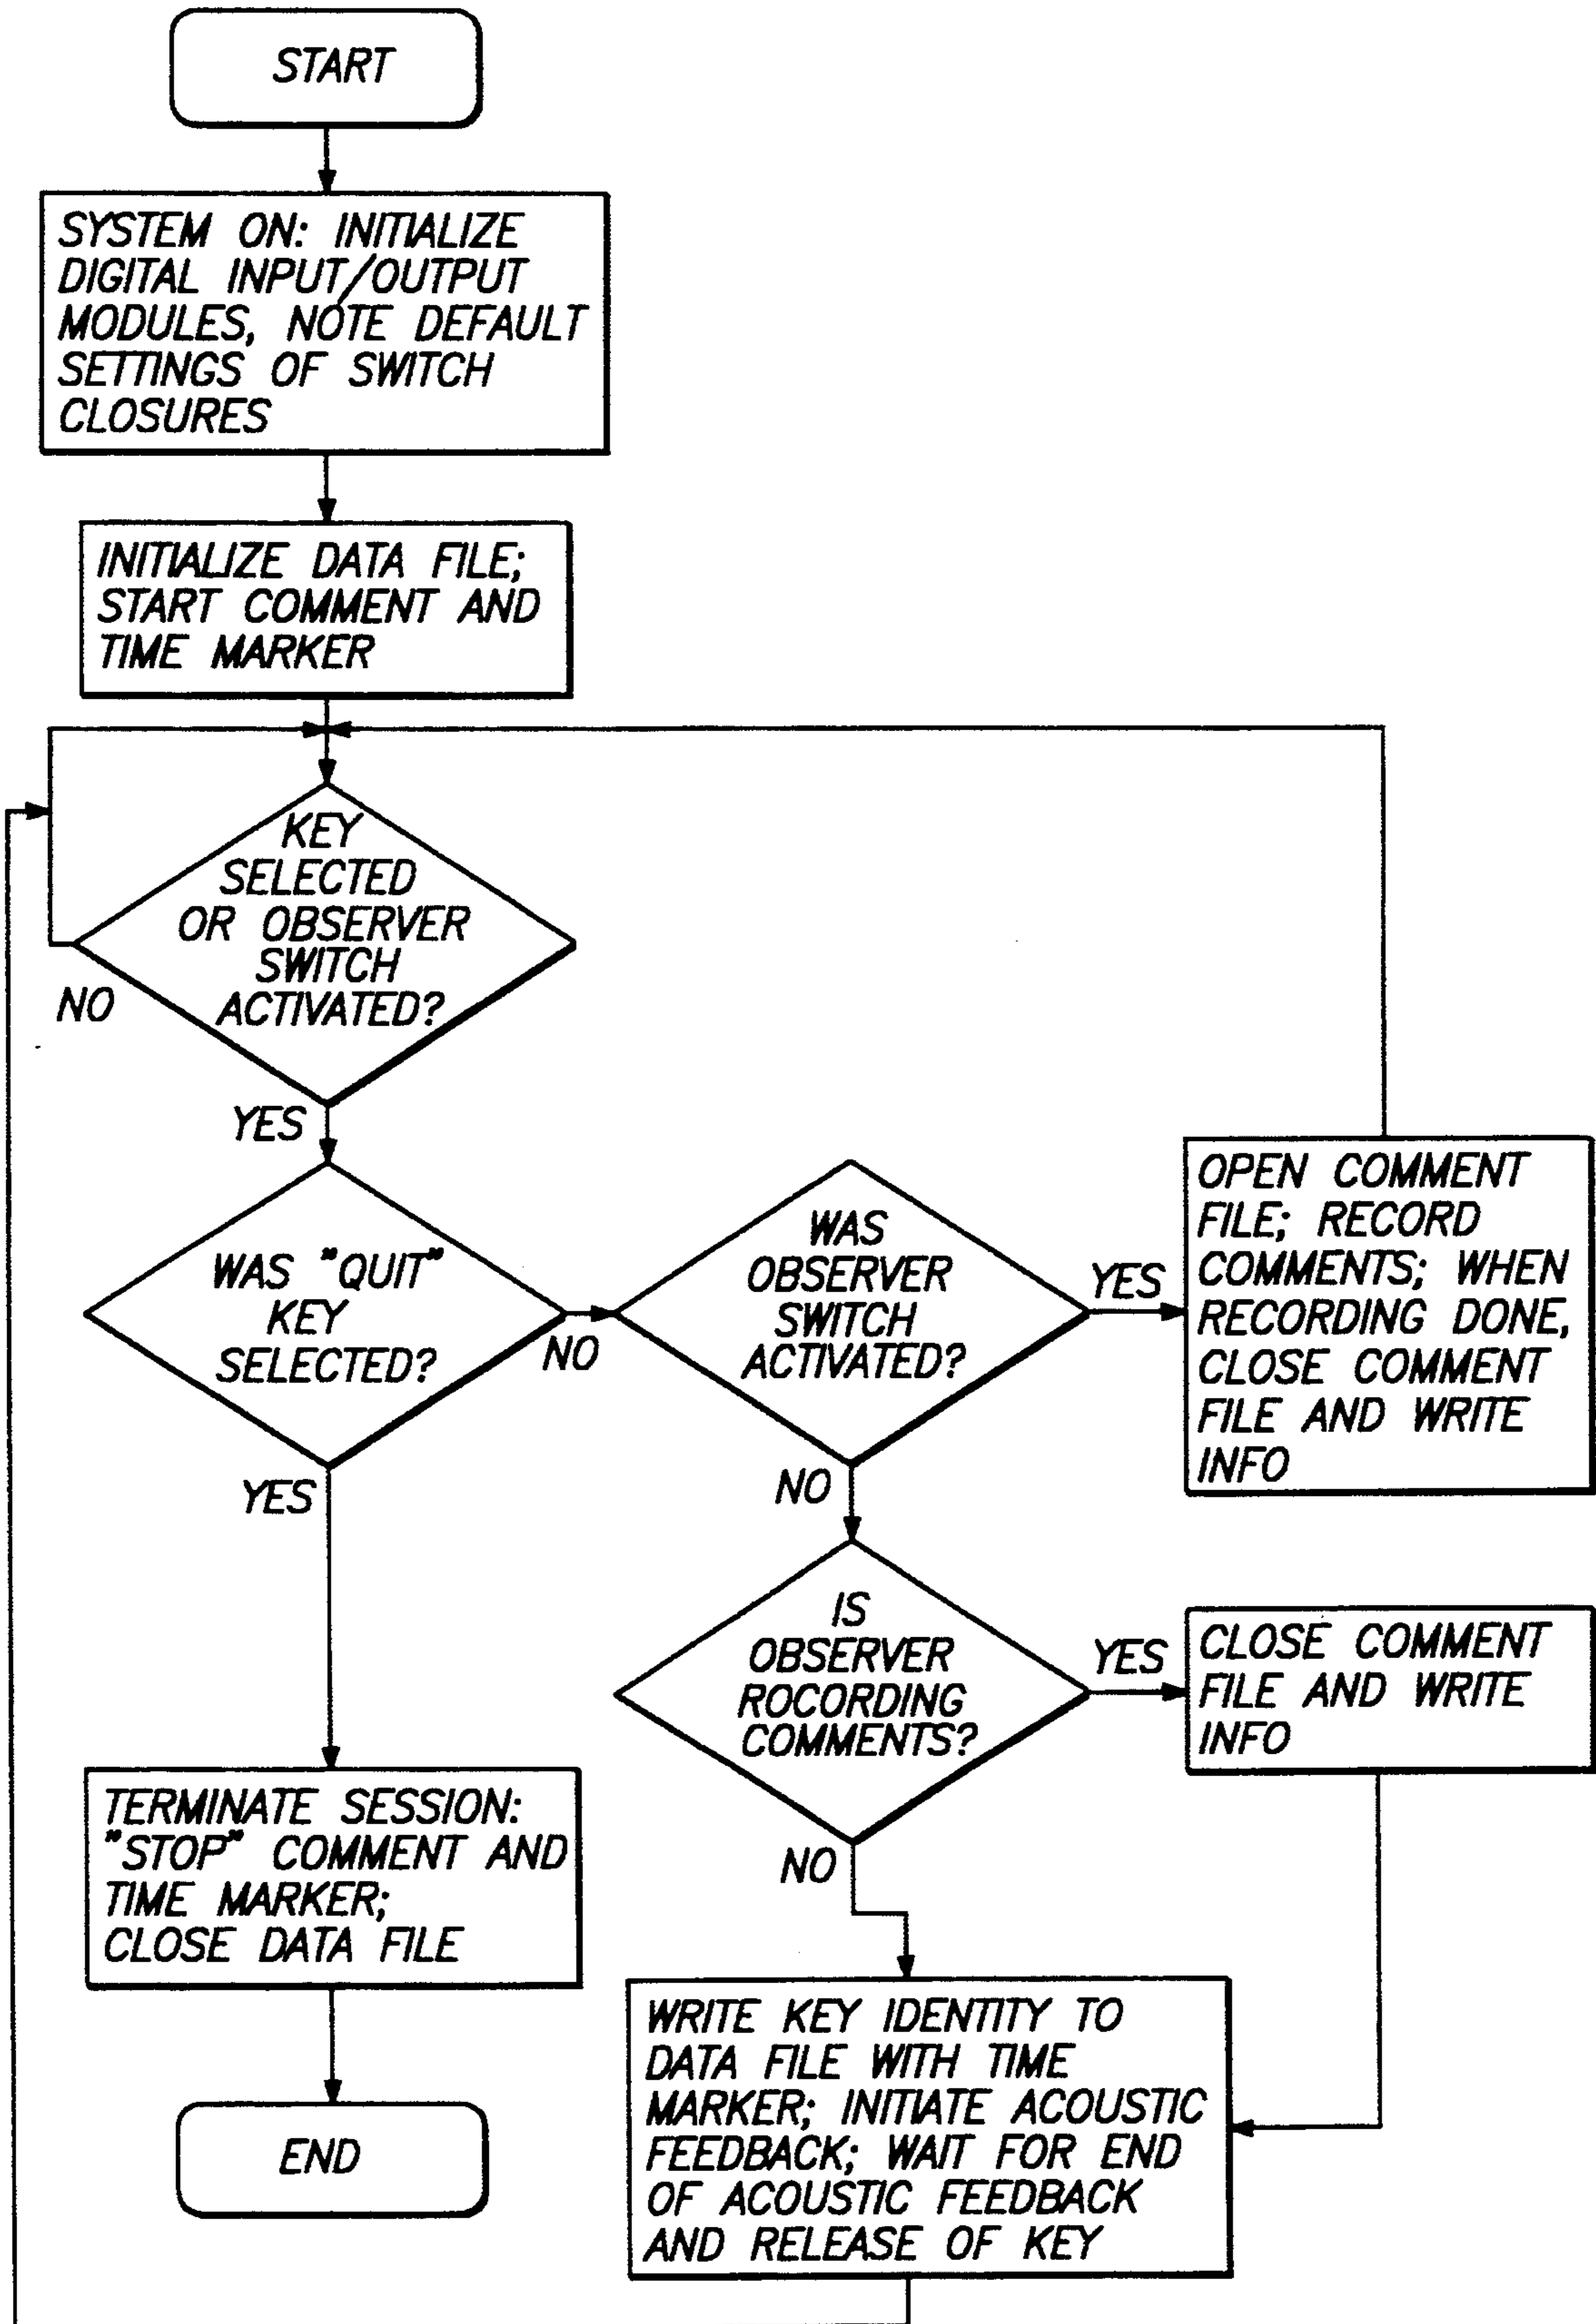 START
SYSTEM ON: INITIALIZE
DIGITAL INPUT/OUTPUT
MODULES, NOTE DEFAULT
SETTINGS OF SWITCH
CLOSURES
INITIALIZE DATA FILE;
START COMMENT AND
TIME MARKER
KEY
SELECTED
OR OBSERVER
SWITCH
ACTIVATED?
NO
YES
WAS "QUIT"
KEY
SELECTED?
NO
YES
WAS
OBSERVER
SWITCH
ACTIVATED?
YES
NO
OPEN COMMENT
FILE; RECORD
COMMENTS; WHEN
RECORDING DONE,
CLOSE COMMENT
FILE AND WRITE
INFO
IS
OBSERVER
ROCORDING
COMMENTS?
YES
NO
CLOSE COMMENT
FILE AND WRITE
INFO
TERMINATE SESSION:
"STOP" COMMENT AND
TIME MARKER;
CLOSE DATA FILE
END
WRITE KEY IDENTITY TO
DATA FILE WITH TIME
MARKER; INITIATE ACOUSTIC
FEEDBACK; WAIT FOR END
OF ACOUSTIC FEEDBACK
AND RELEASE OF KEY